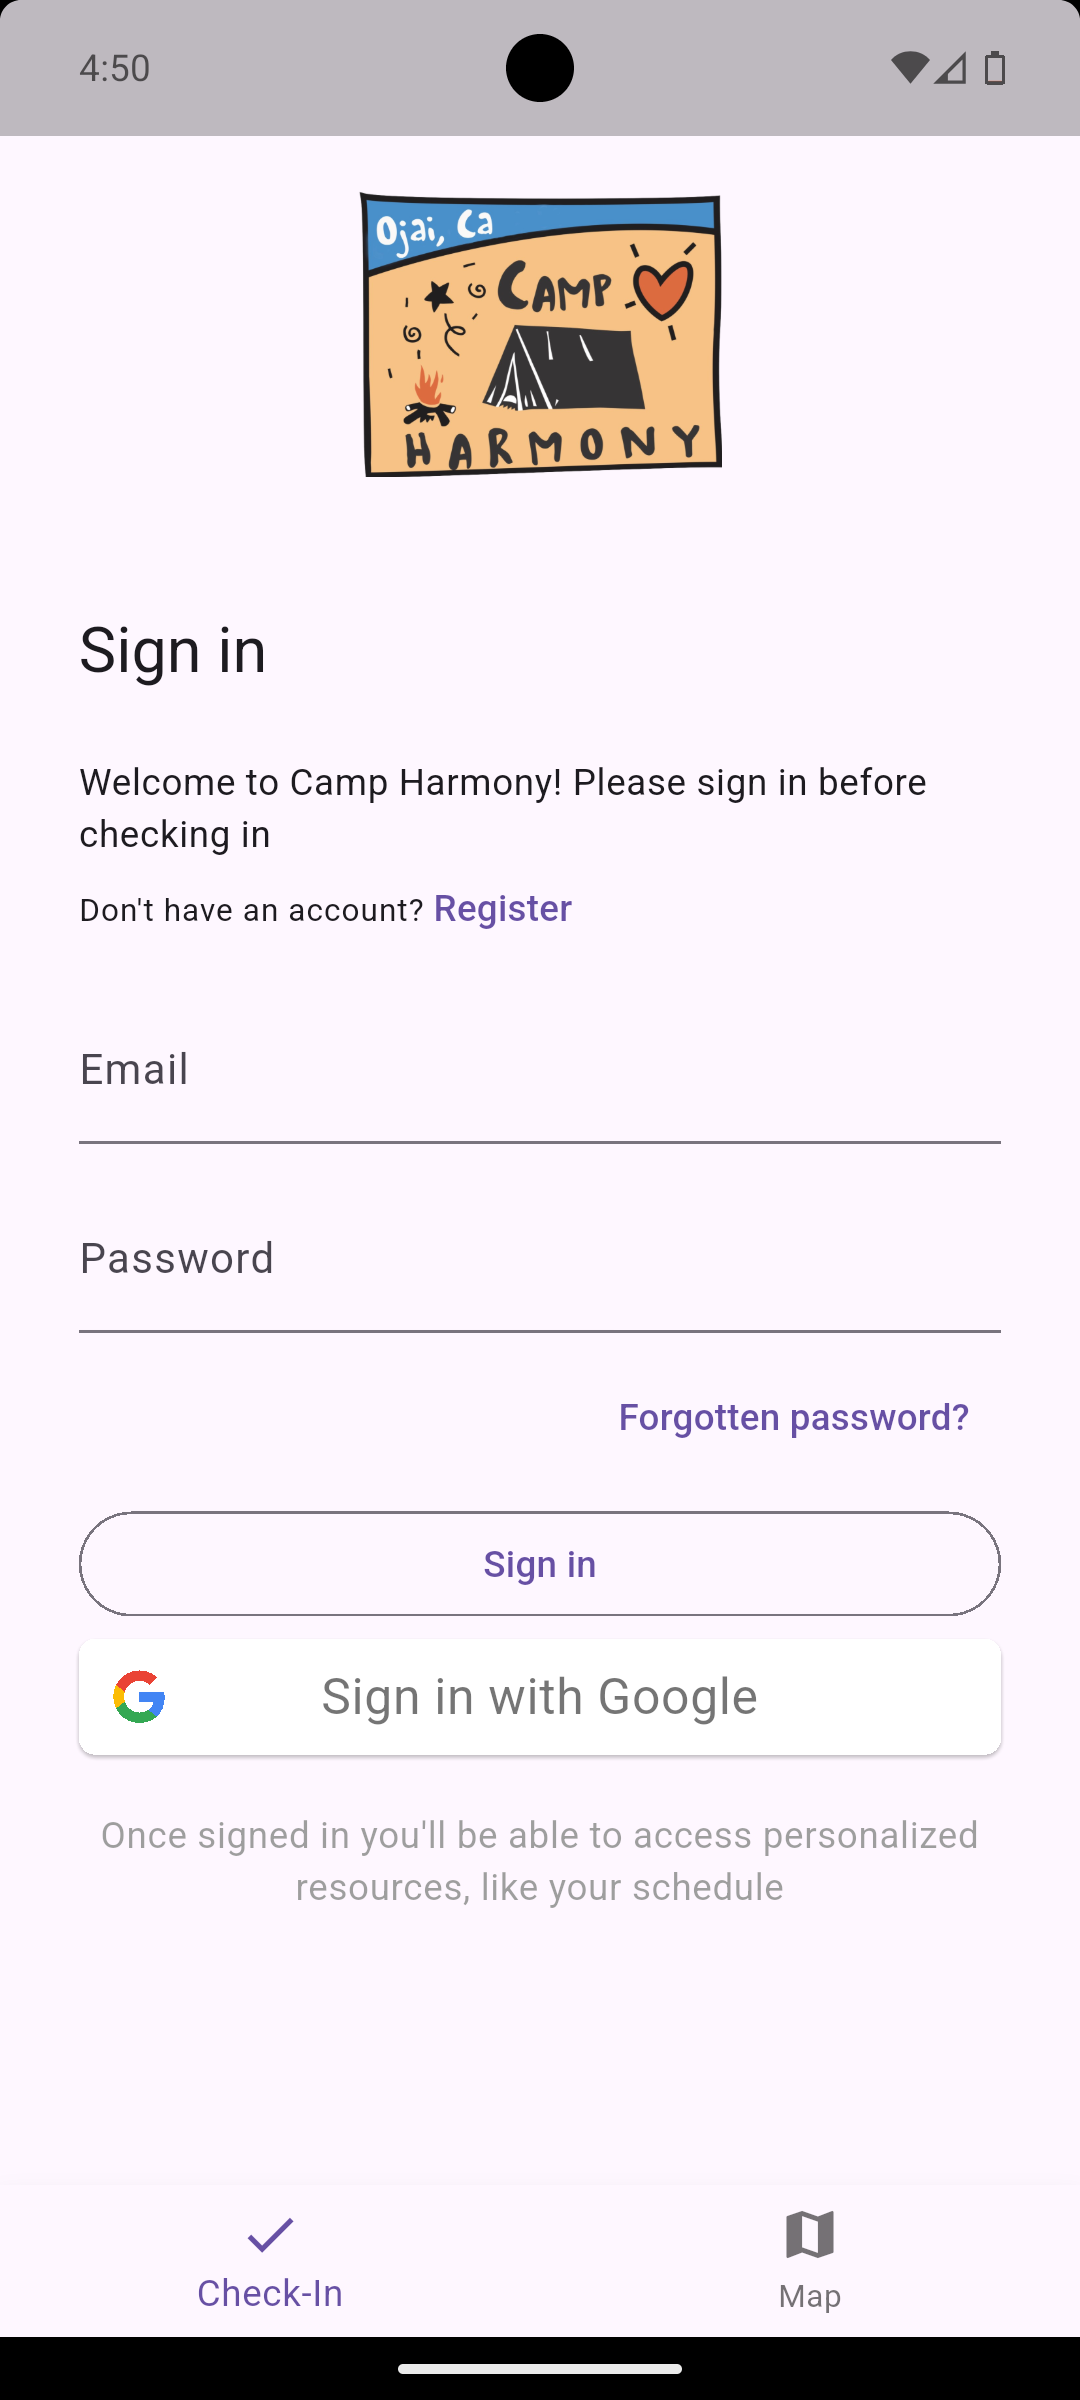 4:50
Ojai, Ca
CAMP
HARMONY
Sign in
Welcome to Camp Harmony! Please sign in before
checking in
Don't have an account? Register
Email
Password
Forgotten password?
Sign in
Sign in with Google
Once signed in you'll be able to access personalized
resources, like your schedule
Check-In
Map